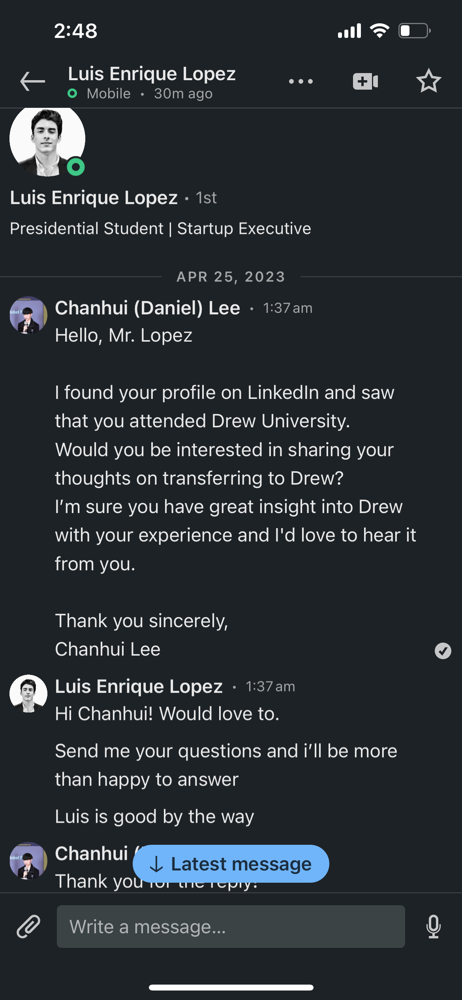 2:48
Luis Enrique Lopez
Mobile • 30m ago
Luis Enrique Lopez • 1st
Presidential Student | Startup Executive
APR 25, 2023
Chanhui (Daniel) Lee • 1:37 am
Hello, Mr. Lopez
I found your profile on LinkedIn and saw
that you attended Drew University.
Would you be interested in sharing your
thoughts on transferring to Drew?
I’m sure you have great insight into Drew
with your experience and I'd love to hear it
from you.
Thank you sincerely,
Chanhui Lee
Luis Enrique Lopez • 1:37 am
Hi Chanhui! Would love to.
Send me your questions and i’ll be more
than happy to answer
Luis is good by the way
Chanhui (
↓ Latest message
Thank you for the reply!
Write a message...